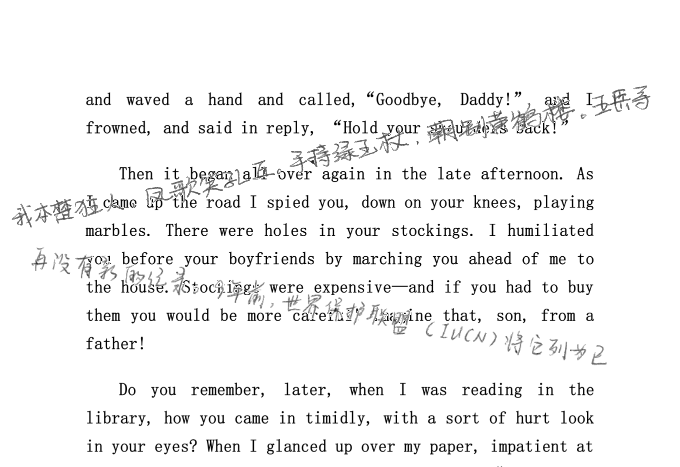 and waved a hand and called, “Goodbye, Daddy!” and I
frowned, and said in reply, “Hold your shoulders back!”
Then it began all over again in the late afternoon. As
I came up the road I spied you, down on your knees, playing
marbles. There were holes in your stockings. I humiliated
you before your boyfriends by marching you ahead of me to
the house. Stockings were expensive—and if you had to buy
them you would be more careful! Imagine that, son, from a
father!
Do you remember, later, when I was reading in the
library, how you came in timidly, with a sort of hurt look
in your eyes? When I glanced up over my paper, impatient at
我本楚狂人,凤歌笑孔丘。手持绿玉杖,朝别黄鹤楼。五岳寻
再没有新的纪录。年前,世界保护联盟(IUCN)将它列为已